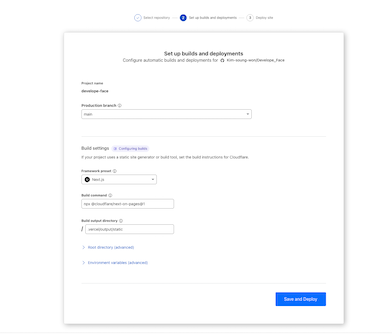 Select repository
2 Set up builds and deployments
3 Deploy site
Set up builds and deployments
Configure automatic builds and deployments for
Project name
develope-face
Production branch
main
Build settings Configuring builds
If your project uses a static site generator or build tool, set the build instructions for Cloudflare.
Framework preset
Next.js
Build command
npx @cloudflare/next-on-pages@1
Build output directory
/ .vercel/output/static
Root directory (advanced)
Environment variables (advanced)
Save and Deploy